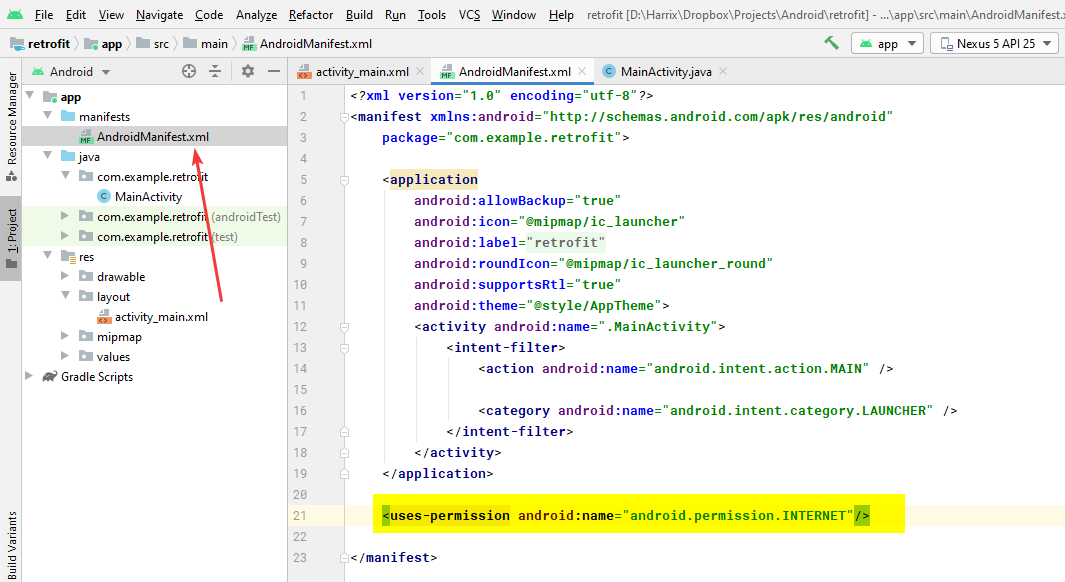 File Edit View Navigate Code Analyze Refactor Build Run Tools VCS Window Help retrofit [D:\Harrix\Dropbox\Projects\Android\retrofit] - ...\app\src\main\AndroidManifest.x
retrofit app src main AndroidManifest.xml app Nexus 5 API 25
Android activity_main.xml AndroidManifest.xml MainActivity.java
Resource Manager
1: Project
Build Variants
app
manifests
AndroidManifest.xml
java
com.example.retrofit
MainActivity
com.example.retrofit (androidTest)
com.example.retrofit (test)
res
drawable
layout
activity_main.xml
mipmap
values
Gradle Scripts
1 <?xml version="1.0" encoding="utf-8"?>
2 <manifest xmlns:android="http://schemas.android.com/apk/res/android"
3 package="com.example.retrofit">
4
5 <application
6 android:allowBackup="true"
7 android:icon="@mipmap/ic_launcher"
8 android:label="retrofit"
9 android:roundIcon="@mipmap/ic_launcher_round"
10 android:supportsRtl="true"
11 android:theme="@style/AppTheme">
12 <activity android:name=".MainActivity">
13 <intent-filter>
14 <action android:name="android.intent.action.MAIN" />
15
16 <category android:name="android.intent.category.LAUNCHER" />
17 </intent-filter>
18 </activity>
19 </application>
20
21 <uses-permission android:name="android.permission.INTERNET"/>
22
23 </manifest>